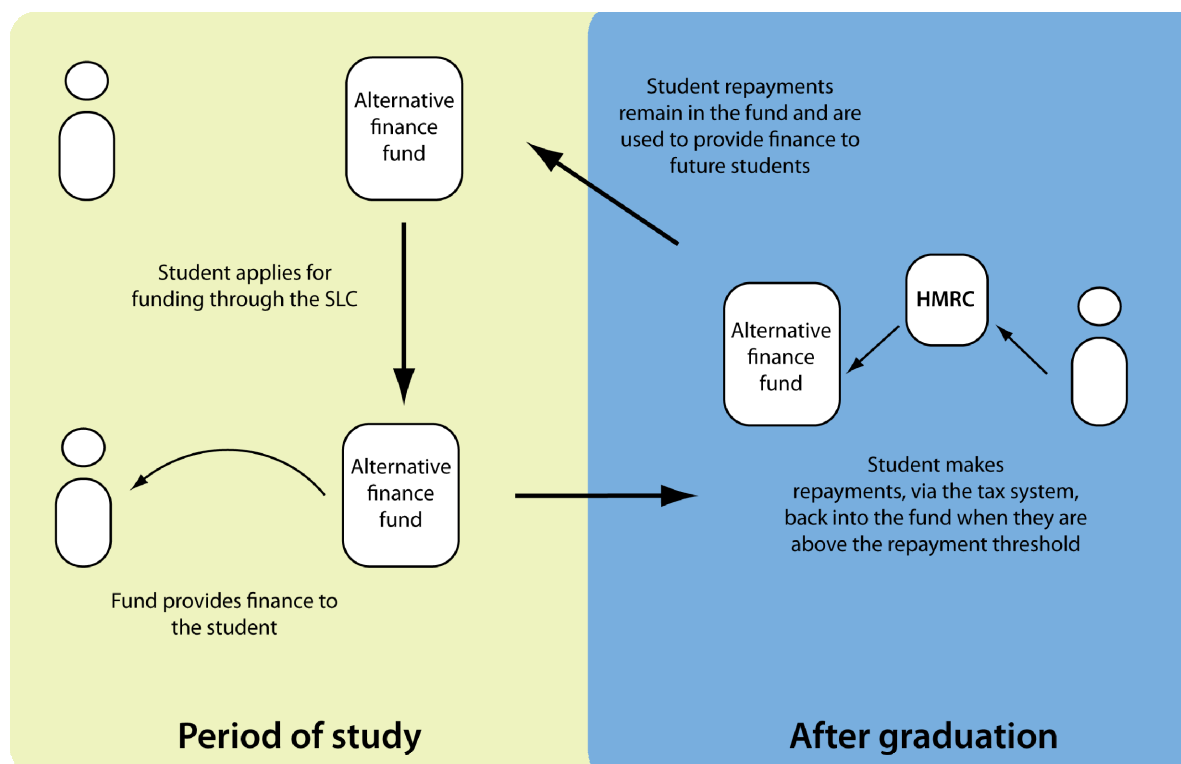 Alternative
finance
fund
Student applies for
funding through the SLC
Alternative
finance
fund
Fund provides finance to
the student
Period of study
Student repayments
remain in the fund and are
used to provide finance to
future students
HMRC
Alternative
finance
fund
Student makes
repayments, via the tax system,
back into the fund when they are
above the repayment threshold
After graduation